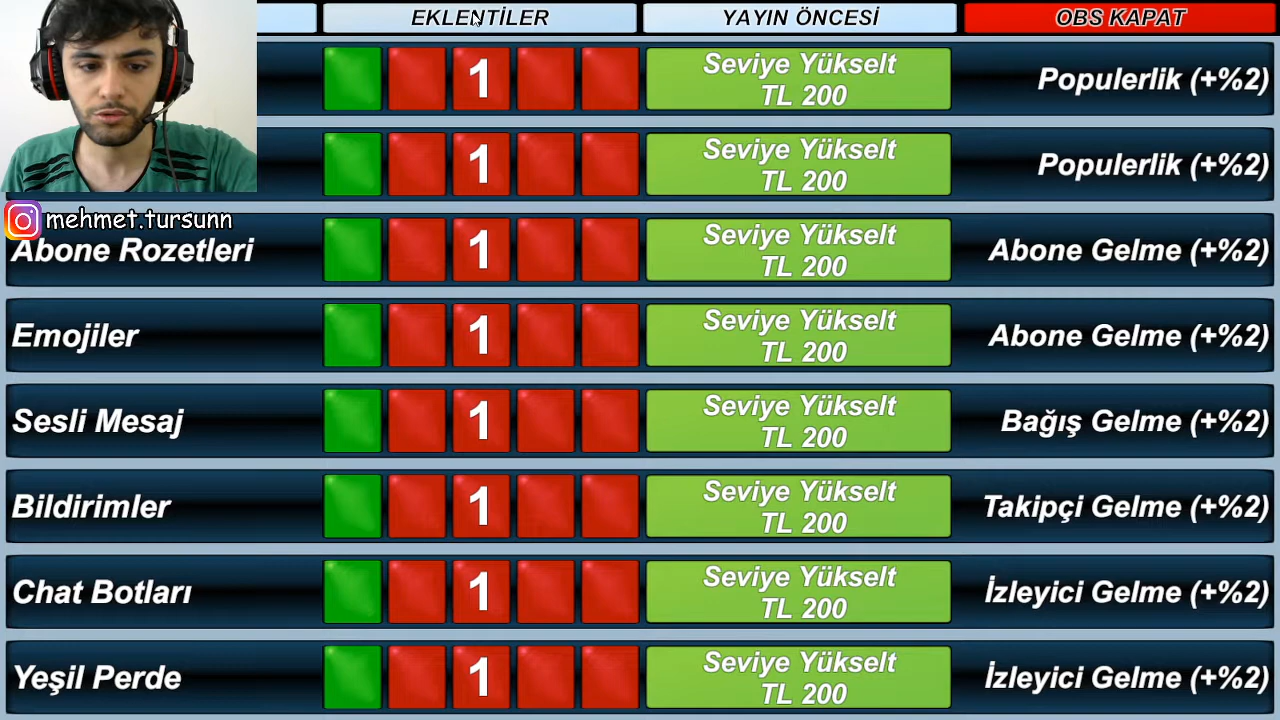 EKLENTİLER
YAYIN ÖNCESİ
OBS KAPAT
1
Seviye Yükselt
TL 200
Populerlik (+%2)
1
Seviye Yükselt
TL 200
Populerlik (+%2)
mehmet.tursunn
Abone Rozetleri
1
Seviye Yükselt
TL 200
Abone Gelme (+%2)
Emojiler
1
Seviye Yükselt
TL 200
Abone Gelme (+%2)
Sesli Mesaj
1
Seviye Yükselt
TL 200
Bağış Gelme (+%2)
Bildirimler
1
Seviye Yükselt
TL 200
Takipçi Gelme (+%2)
Chat Botları
1
Seviye Yükselt
TL 200
İzleyici Gelme (+%2)
Yeşil Perde
1
Seviye Yükselt
TL 200
İzleyici Gelme (+%2)